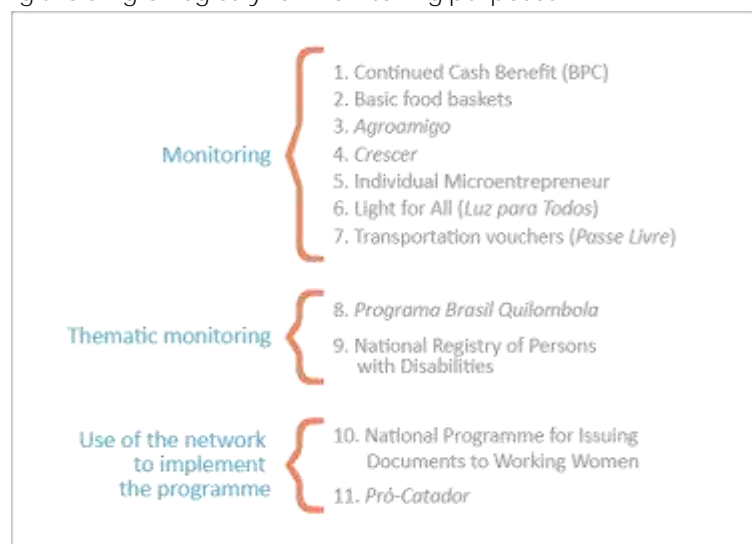 Monitoring
1. Continued Cash Benefit (BPC)
2. Basic food baskets
3. Agroamigo
4. Crescer
5. Individual Microentrepreneur
6. Light for All (Luz para Todos)
7. Transportation vouchers (Passe Livre)
Thematic monitoring
8. Programa Brasil Quilombola
9. National Registry of Persons
with Disabilities
Use of the network
to implement
the programme
10. National Programme for Issuing
Documents to Working Women
11. Pró-Catador